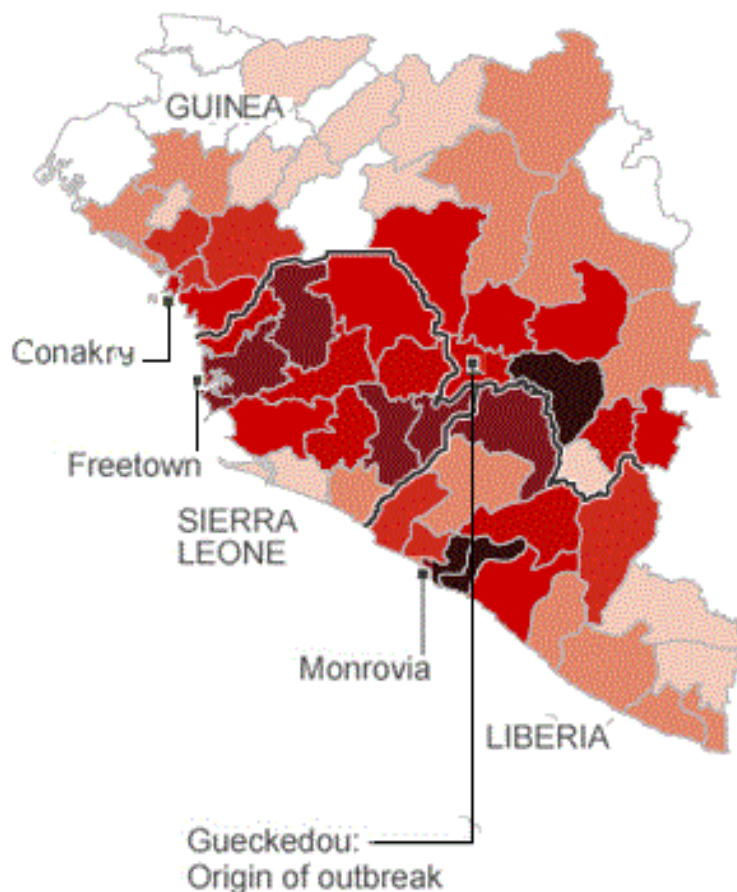 GUINEA
Conakry
Freetown
SIERRA
LEONE
Monrovia
LIBERIA
Gueckedou:
Origin of outbreak